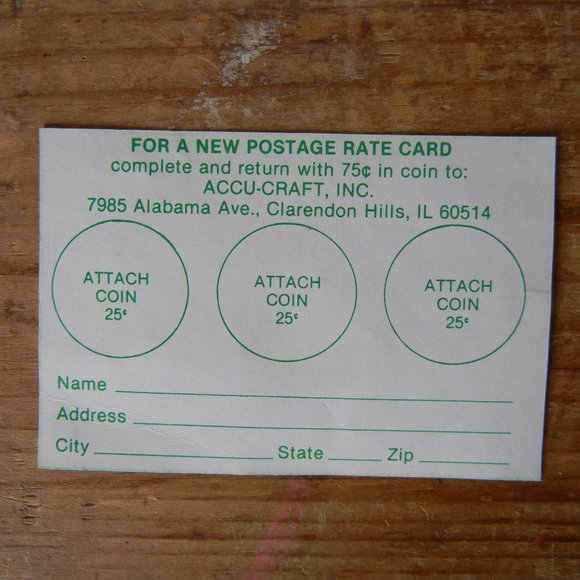 FOR A NEW POSTAGE RATE CARD
complete and return with 75¢ in coin to:
ACCU-CRAFT, INC.
7985 Alabama Ave., Clarendon Hills, IL 60514
ATTACH COIN 25¢
ATTACH COIN 25¢
ATTACH COIN 25¢
Name
Address
City State Zip